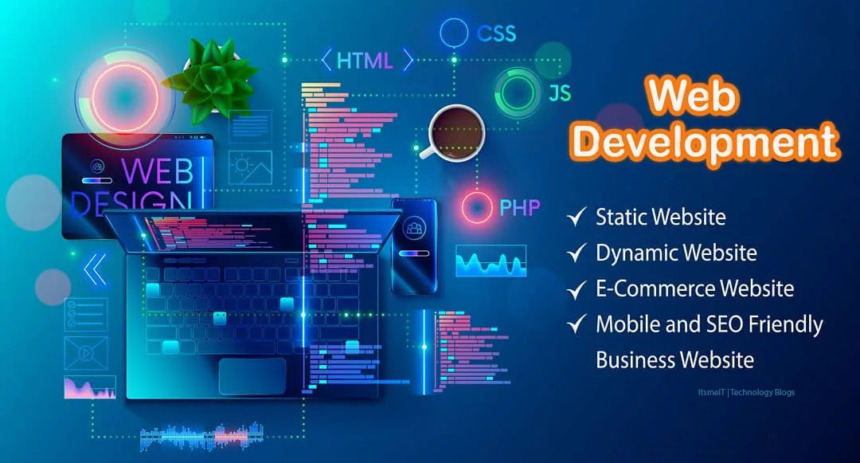 CSS
HTML
JS
WEB
DESIGN
PHP
Web
Development
Static Website
Dynamic Website
E-Commerce Website
Mobile and SEO Friendly
Business Website
ItsmeIT | Technology Blogs